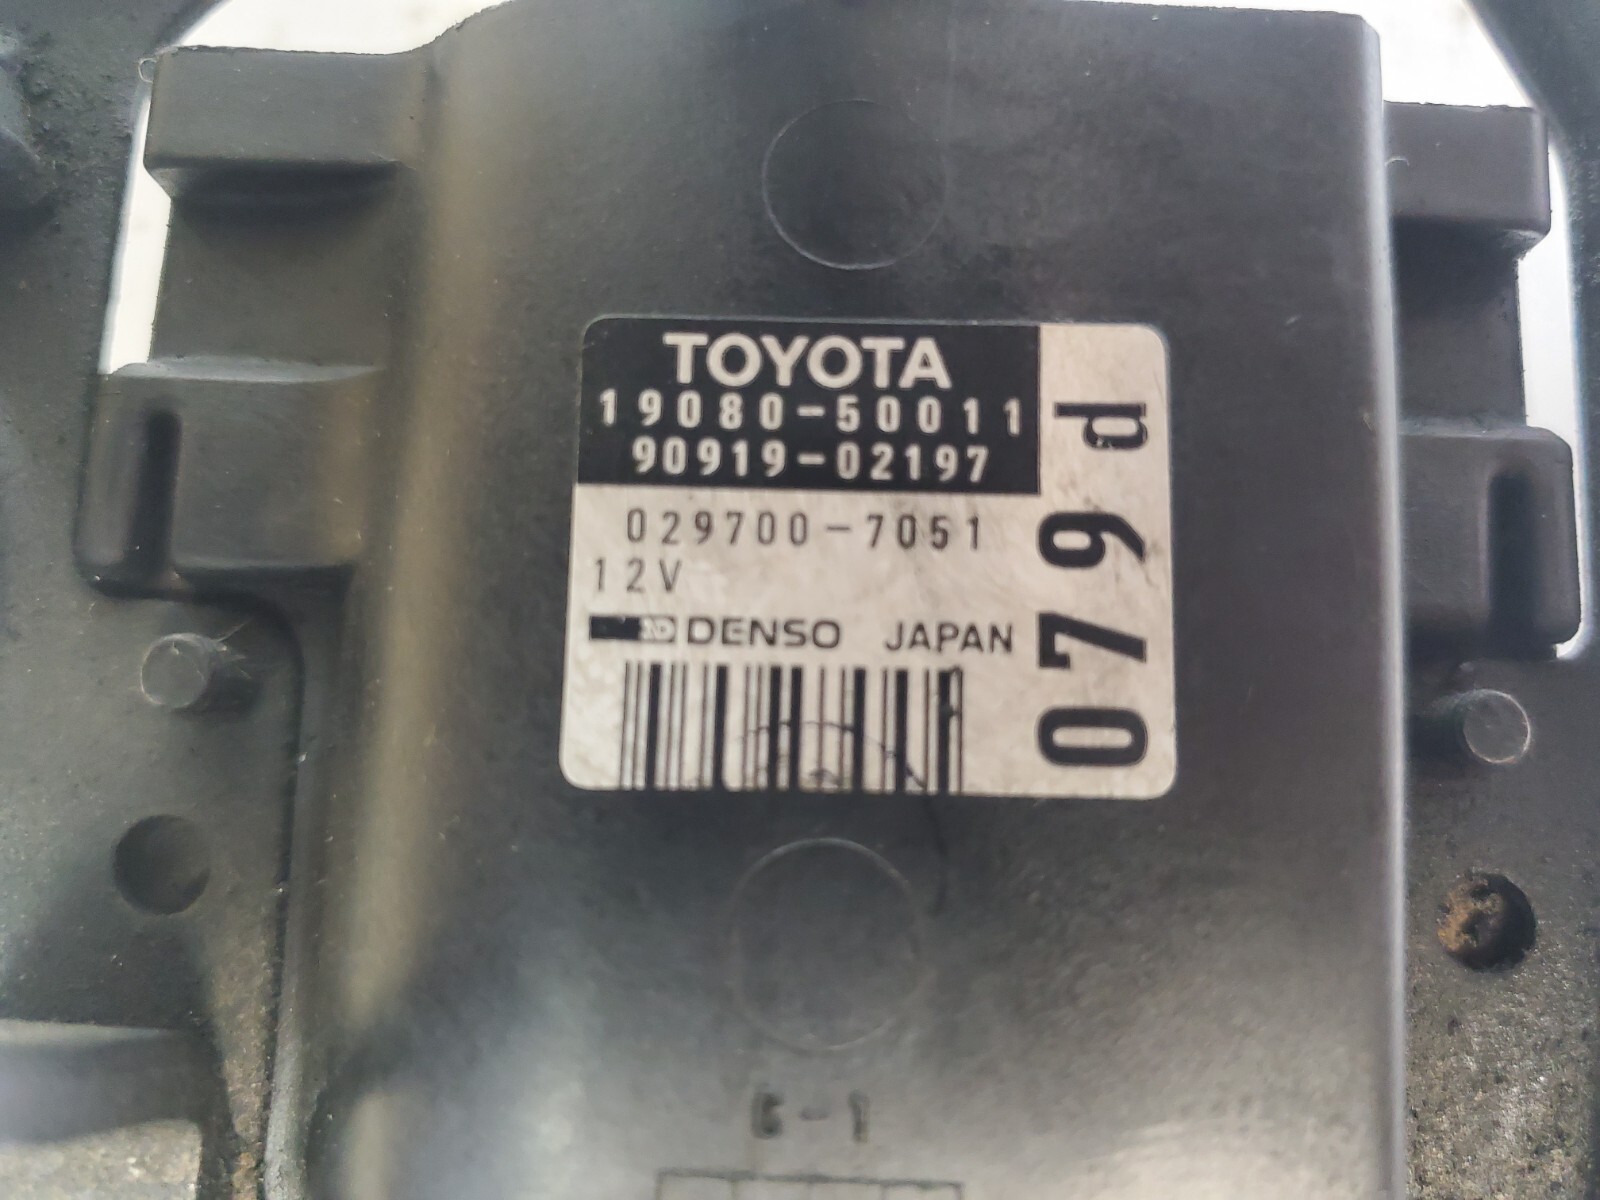 TOYOTA
19080-50011
90919-02197
029700-7051
12V
DENSO JAPAN
079d